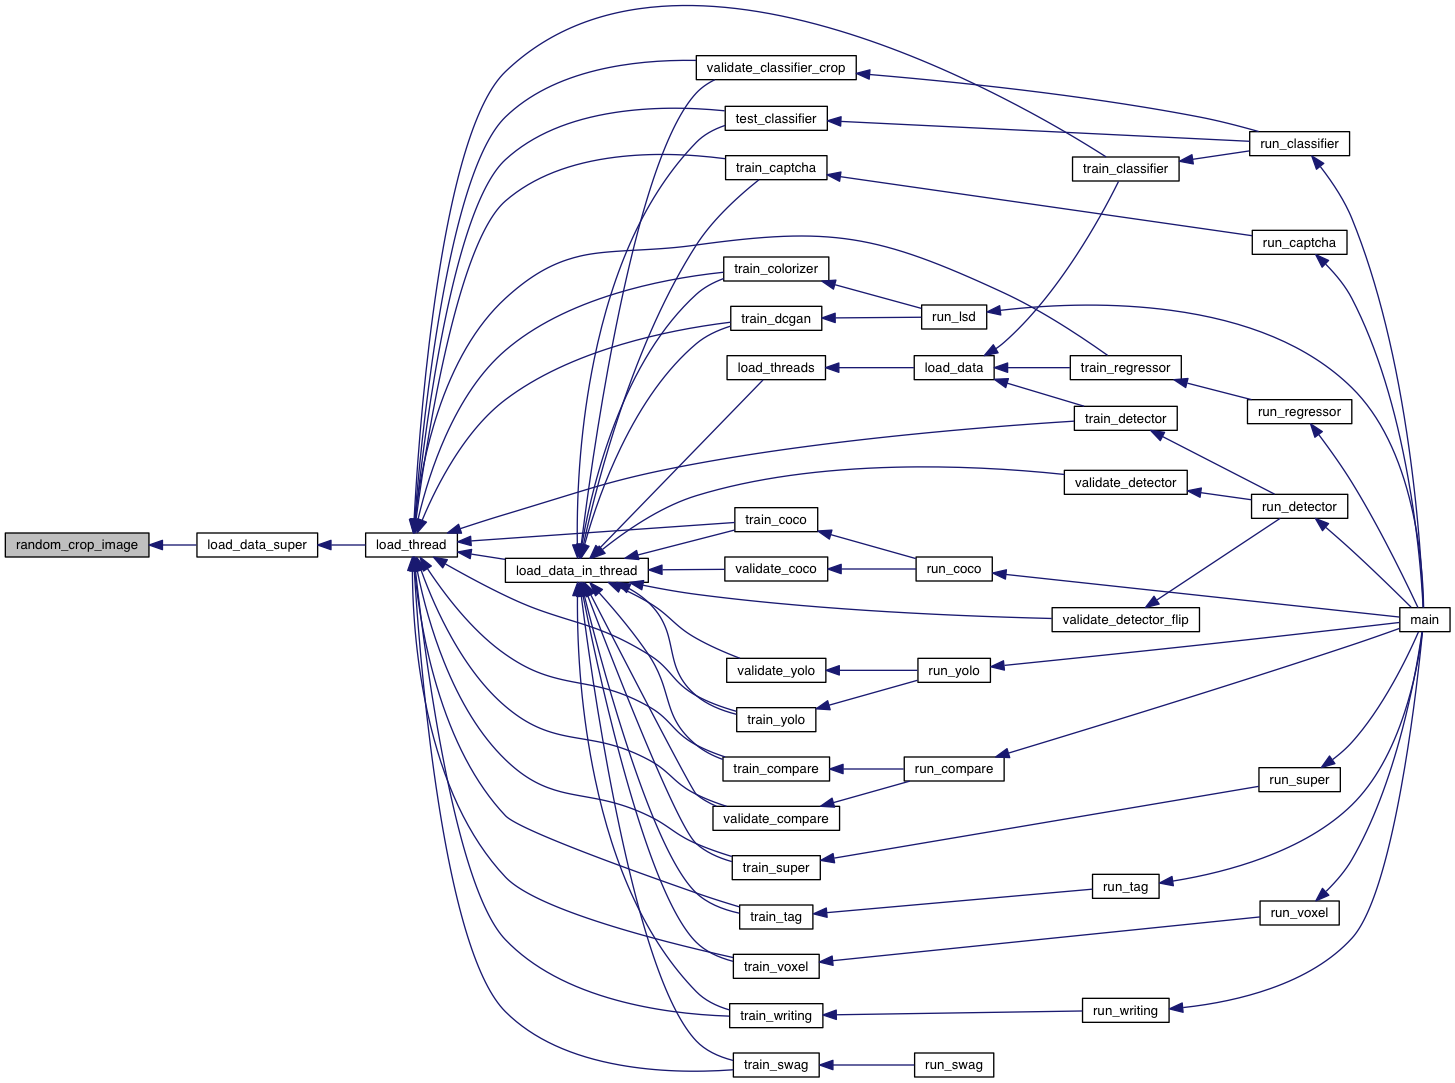 validate_classifier_crop
test_classifier
run_classifier
train_captcha
train_classifier
run_captcha
train_colorizer
train_dcgan
run_lsd
load_threads
load_data
train_regressor
run_regressor
train_detector
validate_detector
run_detector
train_coco
random_crop_image
load_data_super
load_thread
load_data_in_thread
validate_coco
run_coco
validate_detector_flip
main
validate_yolo
run_yolo
train_yolo
train_compare
run_compare
run_super
validate_compare
train_super
run_tag
train_tag
run_voxel
train_voxel
train_writing
run_writing
train_swag
run_swag